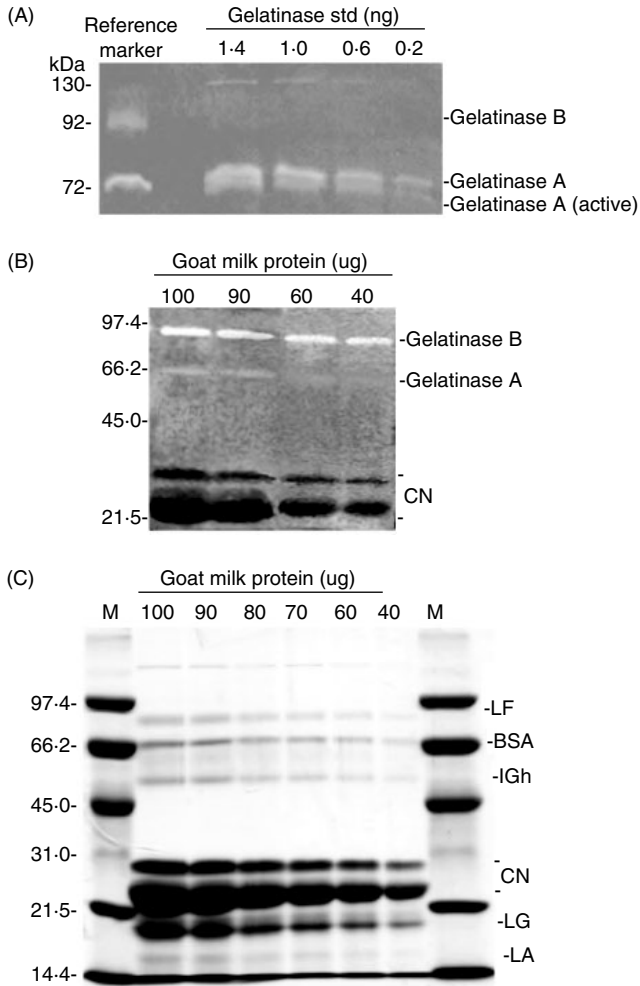 (A)
Reference marker
Gelatinase std (ng)
1·4 1·0 0·6 0·2
kDa
130-
92-
72-
-Gelatinase B
-Gelatinase A
-Gelatinase A (active)
(B)
Goat milk protein (ug)
100 90 60 40
97·4-
66·2-
45·0-
21·5-
-Gelatinase B
-Gelatinase A
-
CN
-
(C)
Goat milk protein (ug)
M 100 90 80 70 60 40 M
97·4-
66·2-
45·0-
31·0-
21·5-
14·4-
-LF
-BSA
-IGh
-
CN
-
-LG
-LA